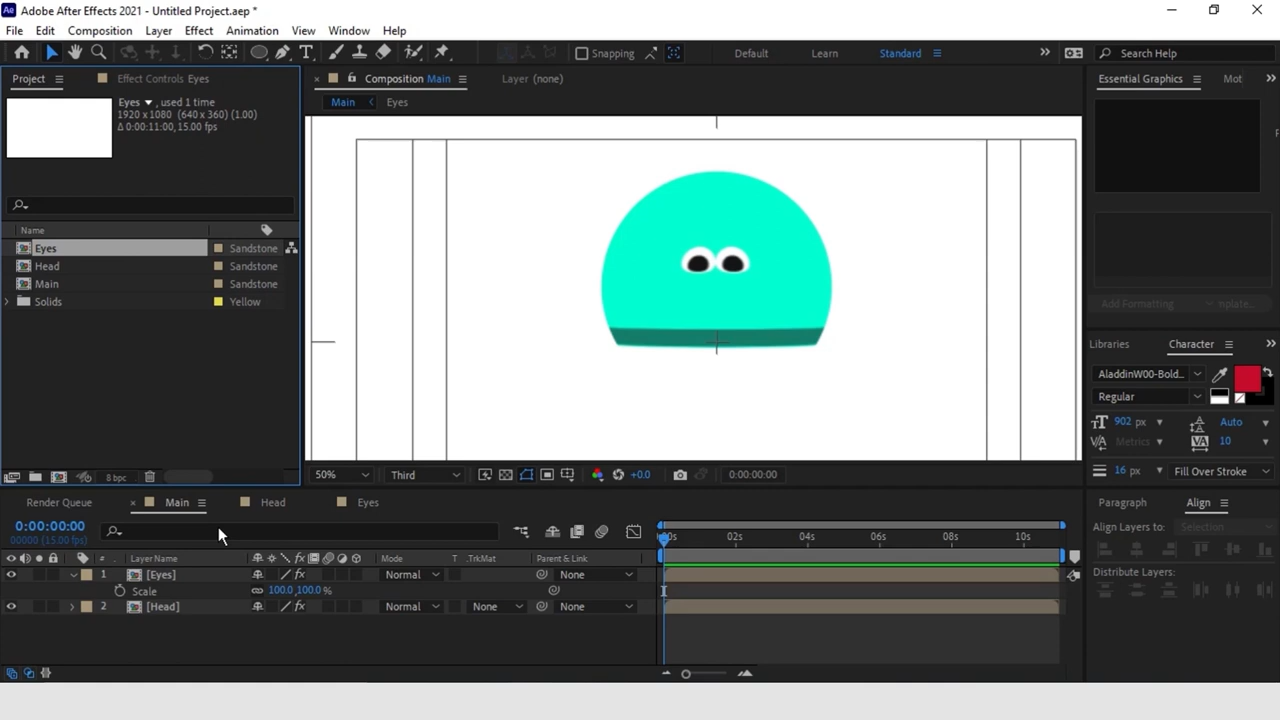 Adobe After Effects 2021 - Untitled Project.aep *
File Edit Composition Layer Effect Animation View Window Help
Snapping Default Learn Standard Search Help
Project Effect Controls Eyes Composition Main Layer (none) Essential Graphics Mot
Main Eyes
Eyes , used 1 time
1920 x 1080 (640 x 360) (1.00)
Δ 0:00:11:00, 15.00 fps
Name
Eyes Sandstone
Head Sandstone
Main Sandstone
Solids Yellow
Add Formatting mplate...
Libraries Character
AladdinW00-Bold...
Regular
902 px Auto
Metrics 10
16 px Fill Over Stroke
8 bpc 50% Third +0.0 0:00:00:00
Render Queue Main Head Eyes Paragraph Align
0:00:00:00
00000 (15.00 fps)
Align Layers to: Selection
:00s 02s 04s 06s 08s 10s
# Layer Name Mode T TrkMat Parent & Link
1 [Eyes] Normal None
Scale 100.0,100.0 %
2 [Head] Normal None None
Distribute Layers: